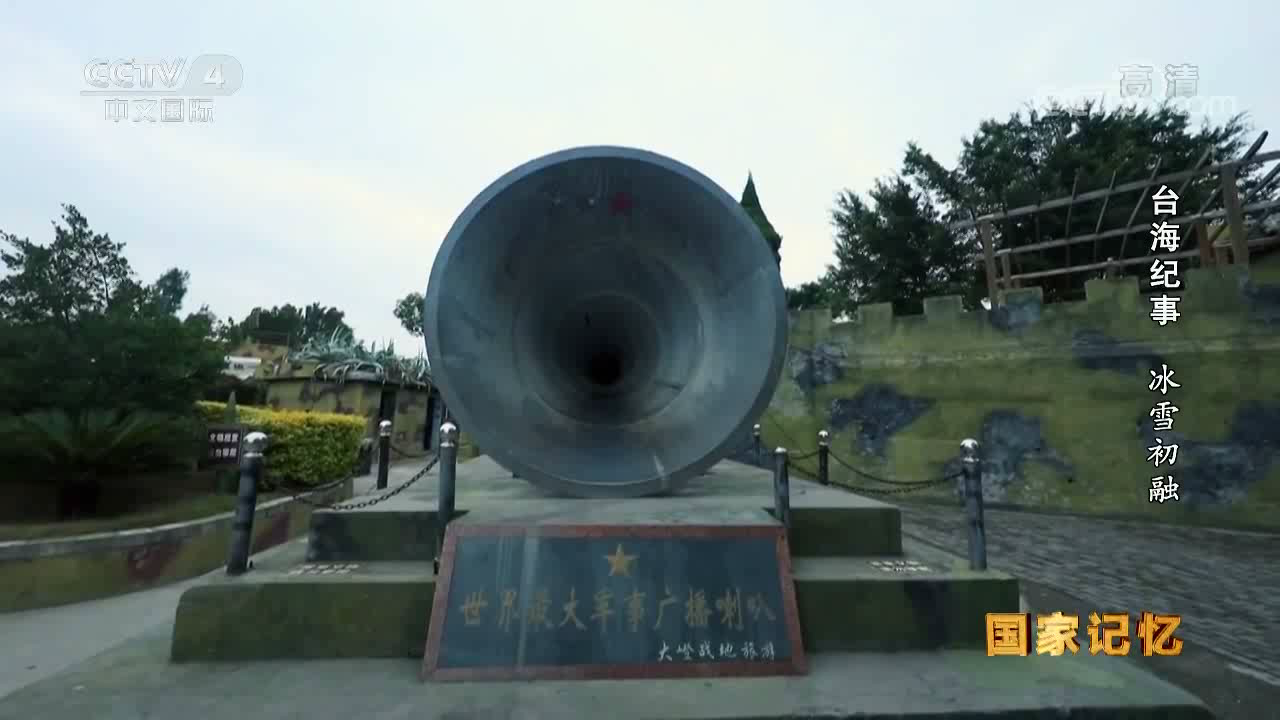 CCTV 4
中文国际
高清
台海纪事 冰雪初融
世界最大军事广播喇叭
大嶝战地旅游
国家记忆